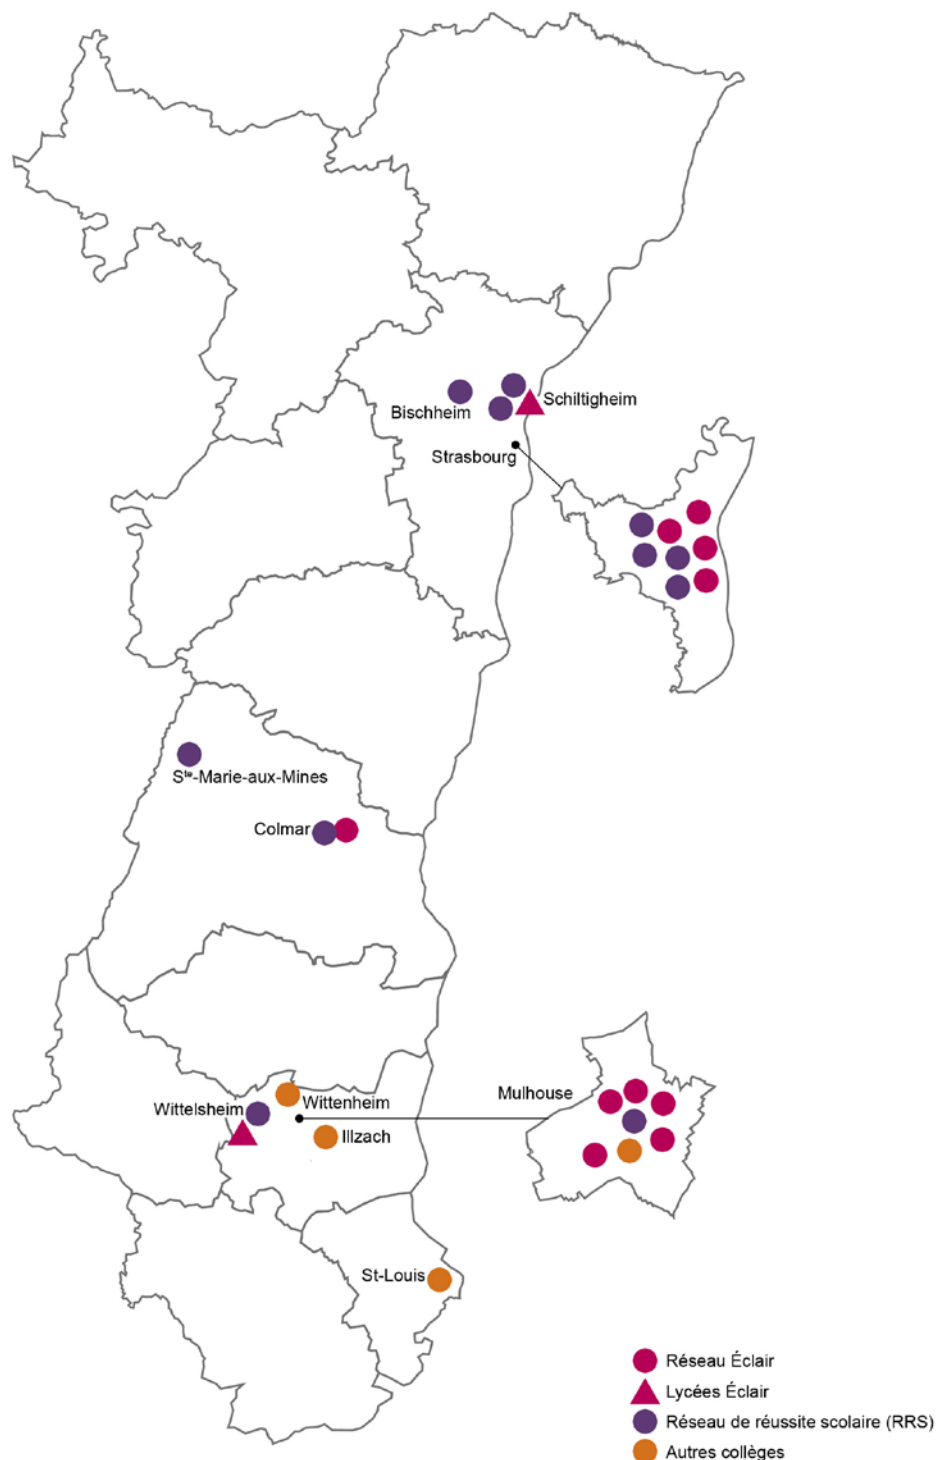 Schiltigheim
Bischheim
Strasbourg
Sᵗᵉ-Marie-aux-Mines
Colmar
Mulhouse
Wittelsheim
Wittenheim
Illzach
St-Louis
Réseau Éclair
Lycées Éclair
Réseau de réussite scolaire (RRS)
Autres collèges